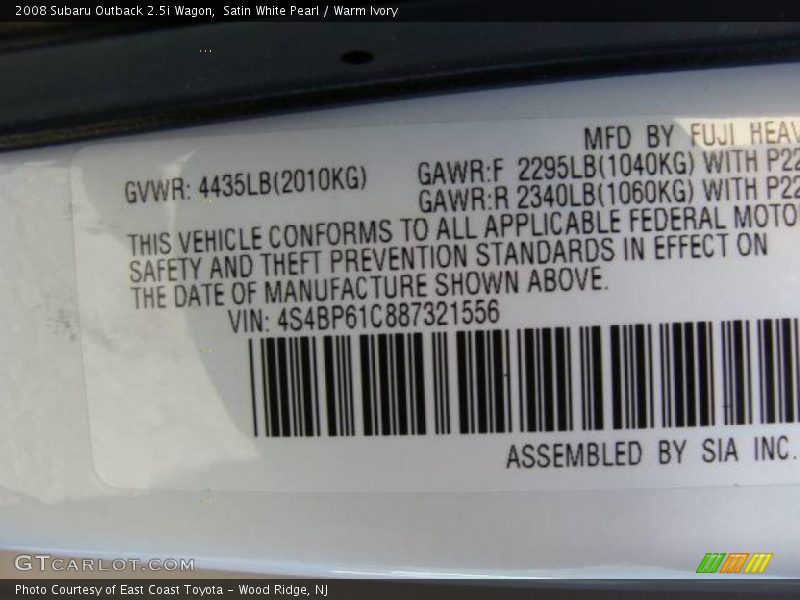 2008 Subaru Outback 2.5i Wagon,  Satin White Pearl / Warm Ivory
MFD BY FUJI HEAV
GVWR: 4435LB(2010KG)
GAWR:F 2295LB(1040KG) WITH P22
GAWR:R 2340LB(1060KG) WITH P22
THIS VEHICLE CONFORMS TO ALL APPLICABLE FEDERAL MOTO
SAFETY AND THEFT PREVENTION STANDARDS IN EFFECT ON
THE DATE OF MANUFACTURE SHOWN ABOVE.
VIN: 4S4BP61C887321556
ASSEMBLED BY SIA INC.
GTCARLOT.COM
Photo Courtesy of East Coast Toyota - Wood Ridge, NJ